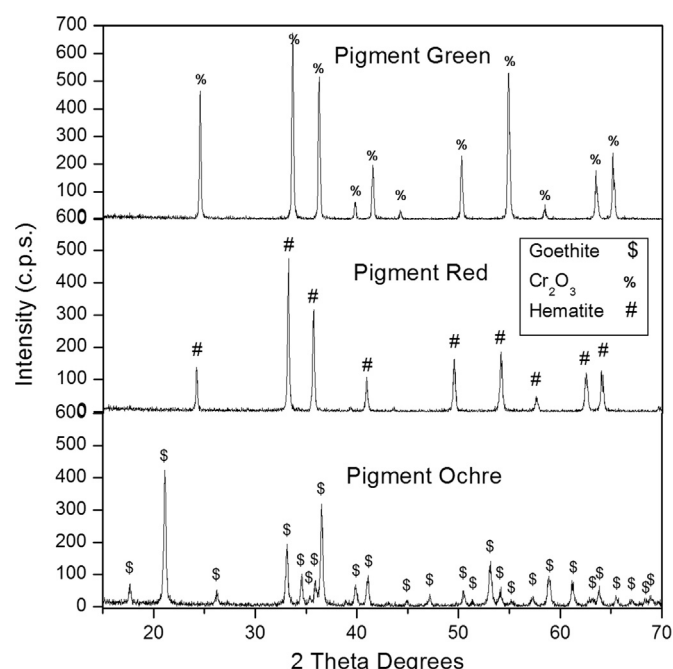 700
%
Pigment Green
600
% %
500
%
400
300
% %
200
% %
100
% % %
0
600
500
#
Goethite $
400
Pigment Red
Cr2O3 %
#
300
Hematite #
200
# # # # #
100
# #
0
600
500
$
Pigment Ochre
400
$
300
200
$ $
100
$ $ $ $ $ $ $ $ $ $ $ $ $ $ $ $ $ $ $ $ $ $
0
20 30 40 50 60 70
2 Theta Degrees
Intensity (c.p.s.)